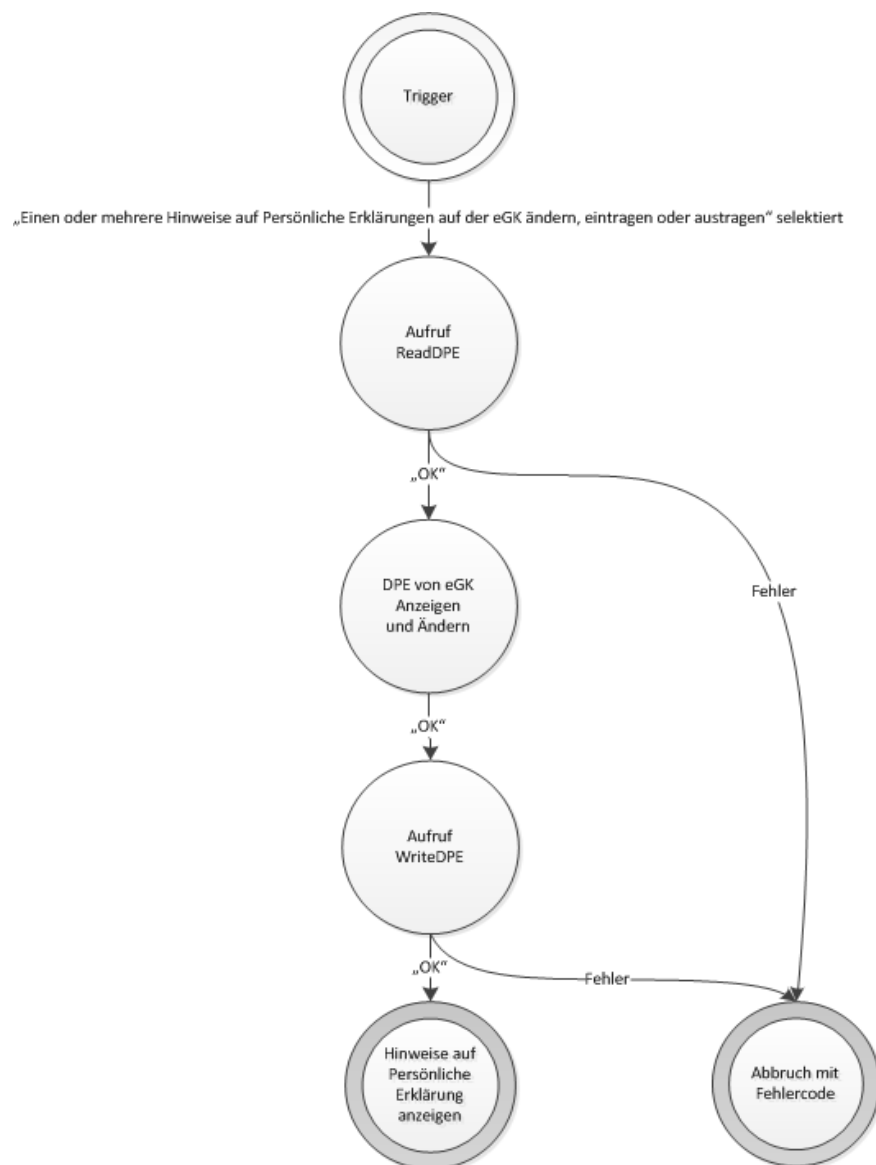 Trigger
„Einen oder mehrere Hinweise auf Persönliche Erklärungen auf der eGK ändern, eintragen oder austragen“ selektiert
Aufruf
ReadDPE
„OK“
Fehler
DPE von eGK
Anzeigen
und Ändern
„OK“
Aufruf
WriteDPE
„OK“
Fehler
Hinweise auf
Persönliche
Erklärung
anzeigen
Abbruch mit
Fehlercode